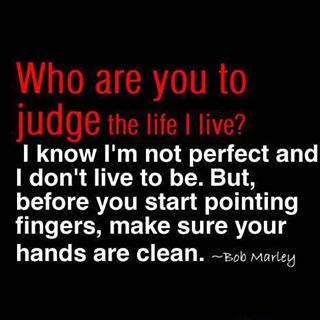 Who are you to
judge the life I live?
I know I'm not perfect and
I don't live to be. But,
before you start pointing
fingers, make sure your
hands are clean. ~Bob Marley